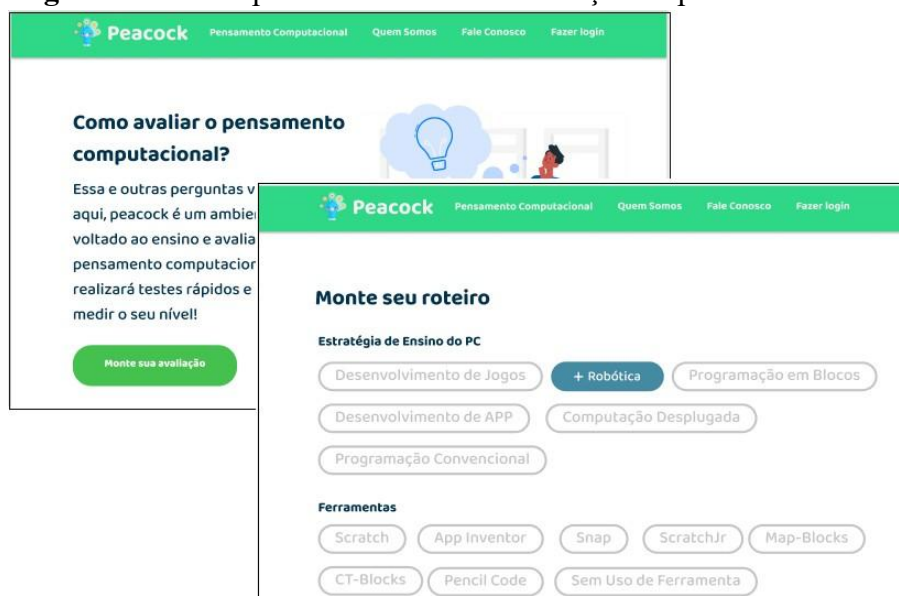 Peacock Pensamento Computacional Quem Somos Fale Conosco Fazer login
Como avaliar o pensamento
computacional?
Essa e outras perguntas v
aqui, peacock é um ambie
voltado ao ensino e avalia
pensamento computacior
realizará testes rápidos e
medir o seu nível!
Monte sua avaliação
Peacock Pensamento Computacional Quem Somos Fale Conosco Fazer login
Monte seu roteiro
Estratégia de Ensino do PC
Desenvolvimento de Jogos + Robótica Programação em Blocos
Desenvolvimento de APP Computação Desplugada
Programação Convencional
Ferramentas
Scratch App Inventor Snap ScratchJr Map-Blocks
CT-Blocks Pencil Code Sem Uso de Ferramenta